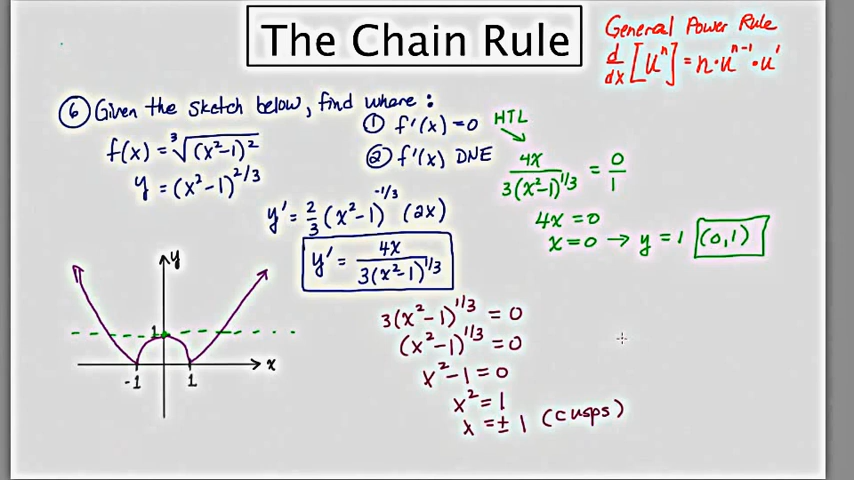 The Chain Rule
General Power Rule
d/dx [uⁿ] = n·uⁿ⁻¹·u'
⑥ Given the sketch below, find where:
① f'(x) = 0 HTL
② f'(x) DNE
f(x) = ∛(x²-1)²
y = (x²-1)^2/3
y' = 2/3 (x²-1)^-1/3 (2x)
y' = 4x / 3(x²-1)^1/3
4x / 3(x²-1)^1/3 = 0/1
4x = 0
x = 0 → y = 1 (0,1)
y
1
x
-1 1
3(x²-1)^1/3 = 0
(x²-1)^1/3 = 0
x²-1 = 0
x² = 1
x = ± 1 (cusps)